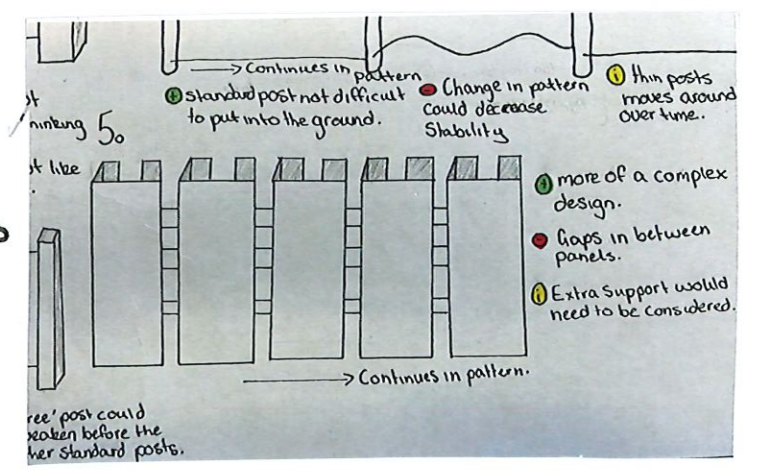 → Continues in pattern
+ standard post not difficult
to put into the ground.
- Change in pattern
could decrease
Stability
i thin posts
moves around
over time.
5.
like
+ more of a complex
design.
- Gaps in between
panels.
i Extra Support would
need to be considered.
→ Continues in pattern.
post could
before the
standard posts.